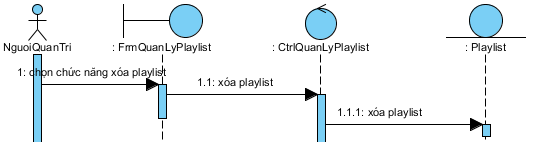 NguoiQuanTri : FrmQuanLyPlaylist : CtrlQuanLyPlaylist : Playlist
1: chọn chức năng xóa playlist
1.1: xóa playlist
1.1.1: xóa playlist